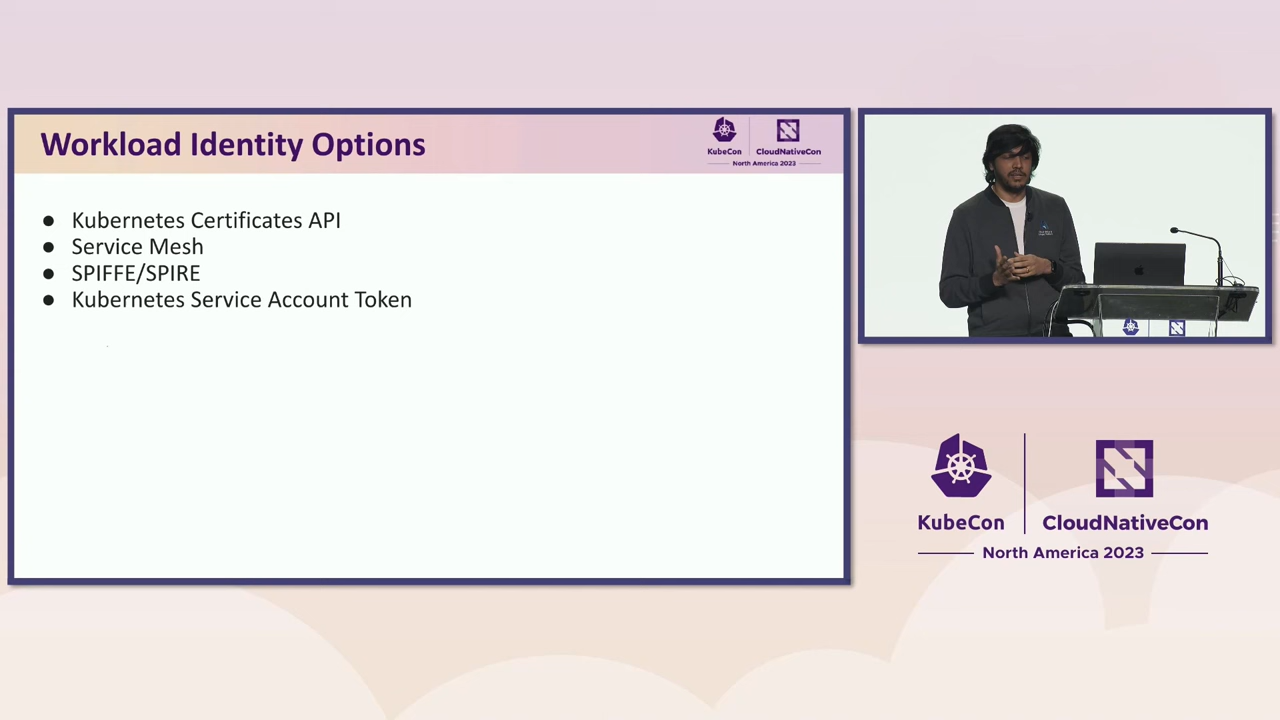 Workload Identity Options
KubeCon
CloudNativeCon
North America 2023
● Kubernetes Certificates API
● Service Mesh
● SPIFFE/SPIRE
● Kubernetes Service Account Token
KubeCon
CloudNativeCon
North America 2023